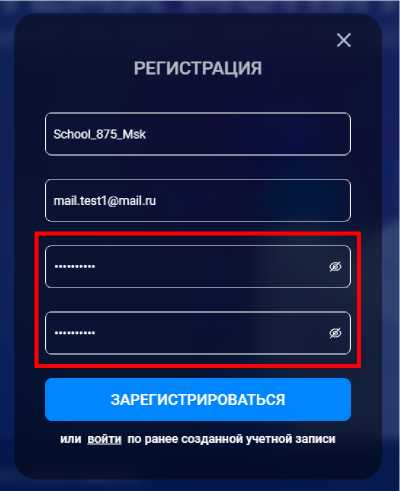 РЕГИСТРАЦИЯ
School_875_Msk
mail.test1@mail.ru
••••••••••
••••••••••
ЗАРЕГИСТРИРОВАТЬСЯ
или войти по ранее созданной учетной записи